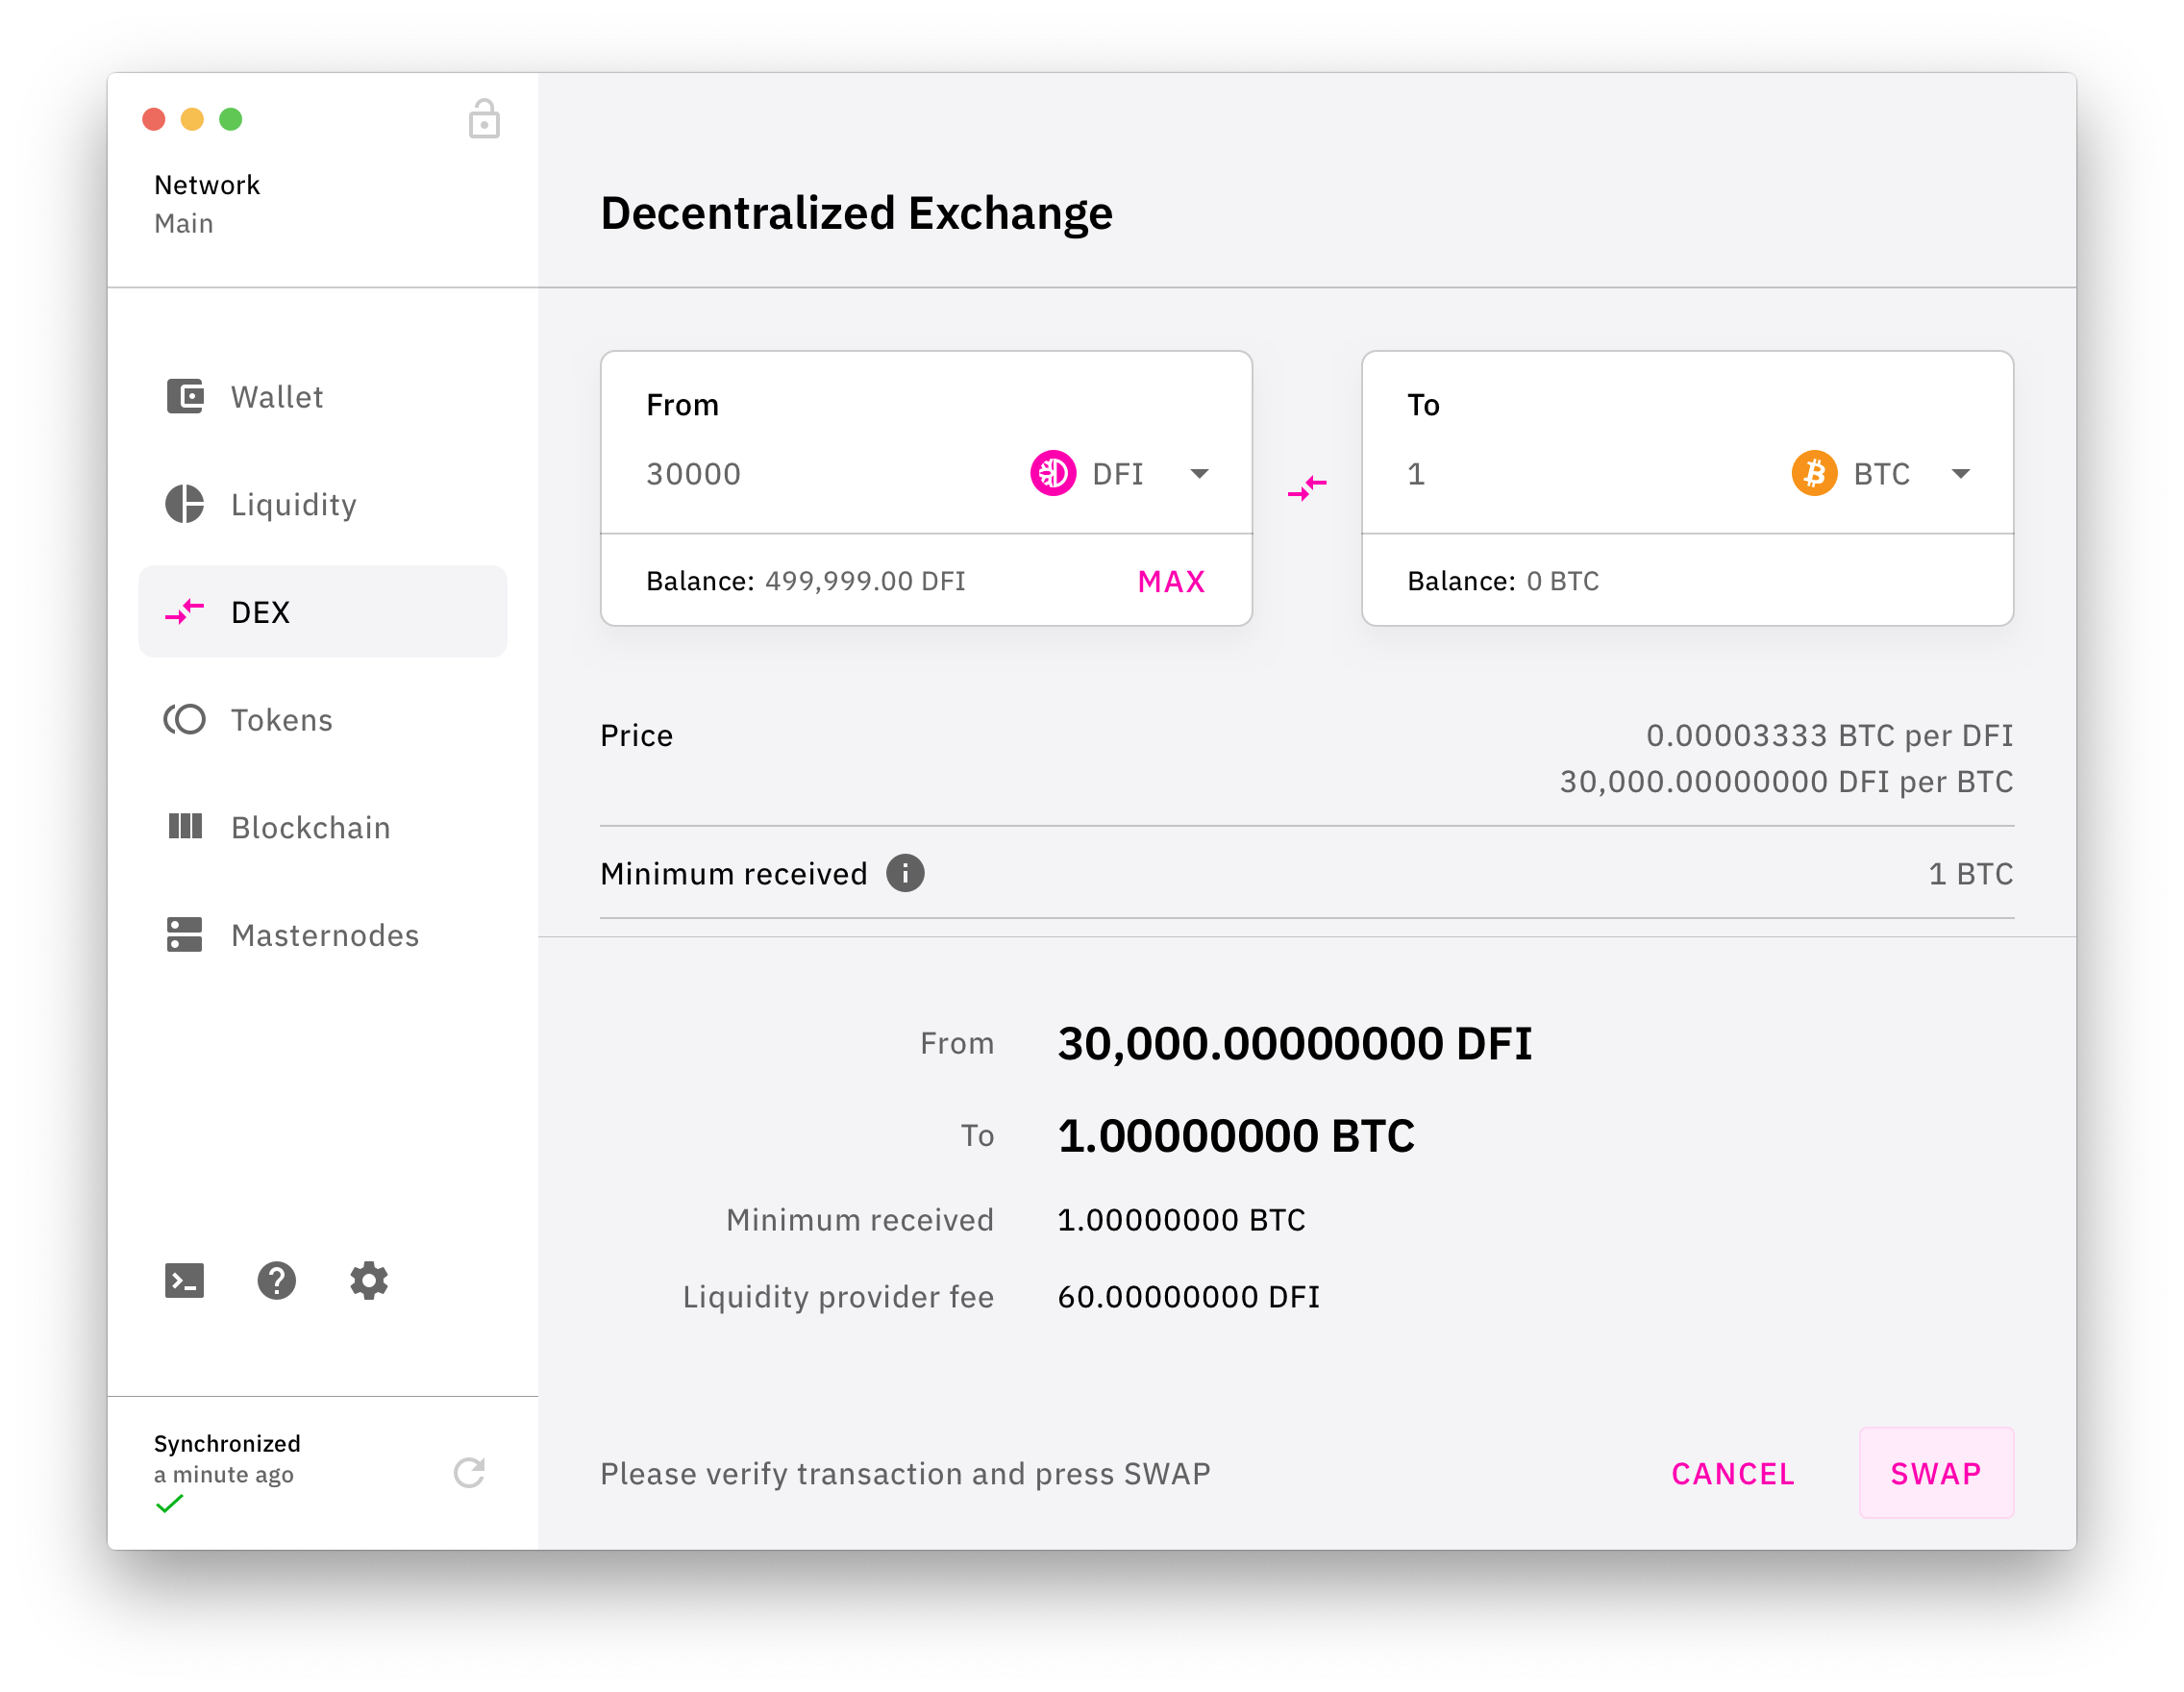 Network
Main
Wallet
Liquidity
DEX
Tokens
Blockchain
Masternodes
Synchronized
a minute ago
Decentralized Exchange
From
30000 DFI
Balance: 499,999.00 DFI MAX
To
1 BTC
Balance: 0 BTC
Price 0.00003333 BTC per DFI
30,000.00000000 DFI per BTC
Minimum received 1 BTC
From 30,000.00000000 DFI
To 1.00000000 BTC
Minimum received 1.00000000 BTC
Liquidity provider fee 60.00000000 DFI
Please verify transaction and press SWAP CANCEL SWAP